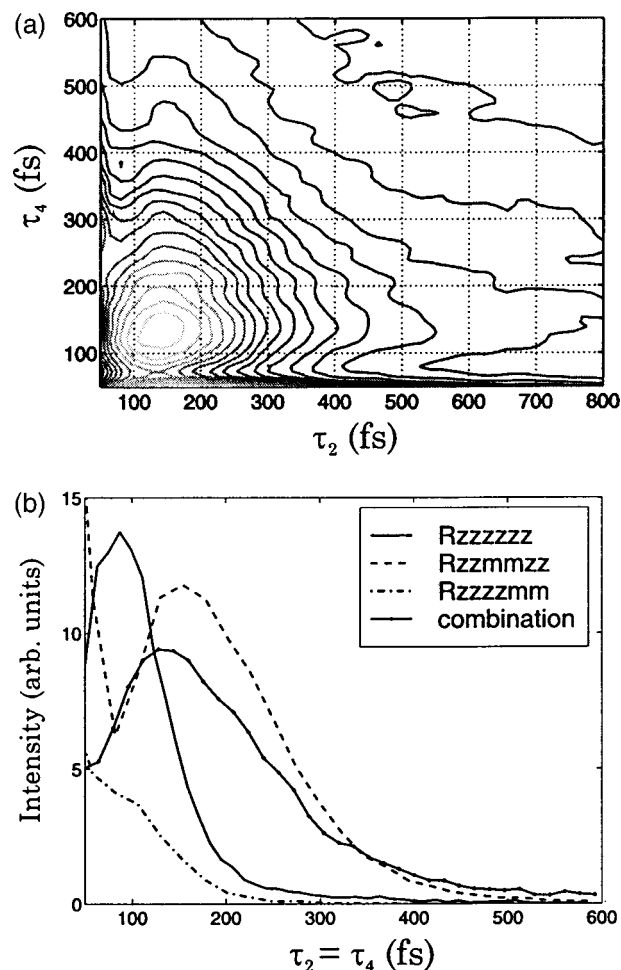 (a)
600
500
400
300
200
100
τ₄ (fs)
100 200 300 400 500 600 700 800
τ₂ (fs)
(b)
15
10
5
0
Intensity (arb. units)
Rzzzzzz
Rzzmmzz
Rzzzzmm
combination
100 200 300 400 500 600
τ₂ = τ₄ (fs)